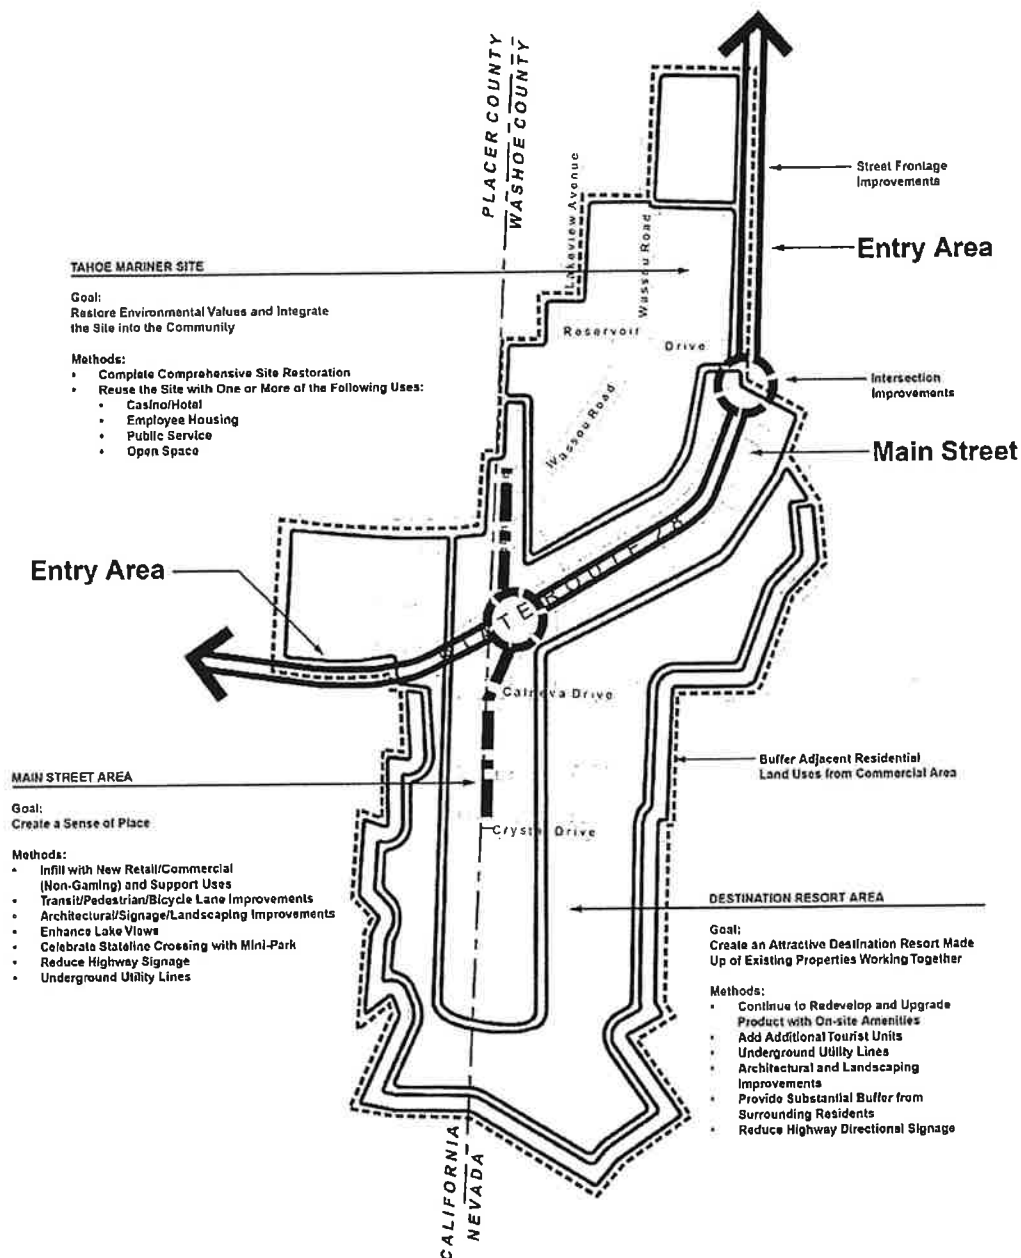 PLACER COUNTY
WASHOE COUNTY
Lakeview Avenue
Wassou Road
Street Frontage
Improvements
Entry Area
TAHOE MARINER SITE
Goal:
Restore Environmental Values and Integrate
the Site into the Community
Methods:
• Complete Comprehensive Site Restoration
• Reuse the Site with One or More of the Following Uses:
• Casino/Hotel
• Employee Housing
• Public Service
• Open Space
Reservoir
Drive
Intersection
Improvements
Wassou Road
Main Street
Entry Area
STATE ROUTE 28
Calneva Drive
Buffer Adjacent Residential
Land Uses from Commercial Area
MAIN STREET AREA
Goal:
Create a Sense of Place
Methods:
• Infill with New Retail/Commercial
(Non-Gaming) and Support Uses
• Transit/Pedestrian/Bicycle Lane Improvements
• Architectural/Signage/Landscaping Improvements
• Enhance Lake Views
• Celebrate Stateline Crossing with Mini-Park
• Reduce Highway Signage
• Underground Utility Lines
Crystal Drive
DESTINATION RESORT AREA
Goal:
Create an Attractive Destination Resort Made
Up of Existing Properties Working Together
Methods:
• Continue to Redevelop and Upgrade
Product with On-site Amenities
• Add Additional Tourist Units
• Underground Utility Lines
• Architectural and Landscaping
Improvements
• Provide Substantial Buffer from
Surrounding Residents
• Reduce Highway Directional Signage
CALIFORNIA
NEVADA